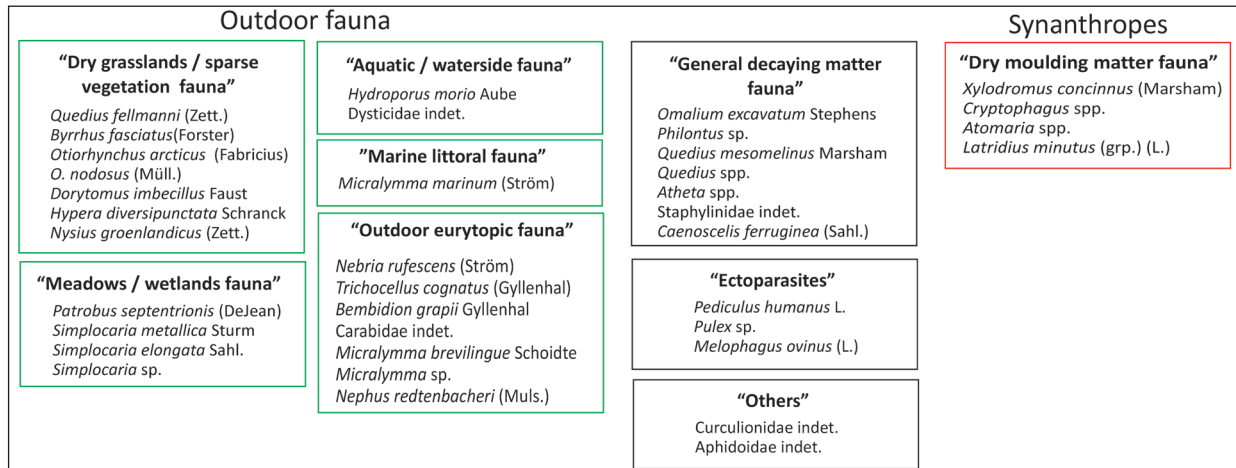 Outdoor fauna
“Dry grasslands / sparse
vegetation fauna”
Quedius fellmanni (Zett.)
Byrrhus fasciatus(Forster)
Otiorhynchus arcticus (Fabricius)
O. nodosus (Müll.)
Dorytomus imbecillus Faust
Hypera diversipunctata Schranck
Nysius groenlandicus (Zett.)
“Meadows / wetlands fauna”
Patrobus septentrionis (DeJean)
Simplocaria metallica Sturm
Simplocaria elongata Sahl.
Simplocaria sp.
“Aquatic / waterside fauna”
Hydroporus morio Aube
Dysticidae indet.
”Marine littoral fauna”
Micralymma marinum (Ström)
“Outdoor eurytopic fauna”
Nebria rufescens (Ström)
Trichocellus cognatus (Gyllenhal)
Bembidion grapii Gyllenhal
Carabidae indet.
Micralymma brevilingue Schoidte
Micralymma sp.
Nephus redtenbacheri (Muls.)
“General decaying matter
fauna”
Omalium excavatum Stephens
Philontus sp.
Quedius mesomelinus Marsham
Quedius spp.
Atheta spp.
Staphylinidae indet.
Caenoscelis ferruginea (Sahl.)
“Ectoparasites”
Pediculus humanus L.
Pulex sp.
Melophagus ovinus (L.)
“Others”
Curculionidae indet.
Aphidoidae indet.
Synanthropes
“Dry moulding matter fauna”
Xylodromus concinnus (Marsham)
Cryptophagus spp.
Atomaria spp.
Latridius minutus (grp.) (L.)